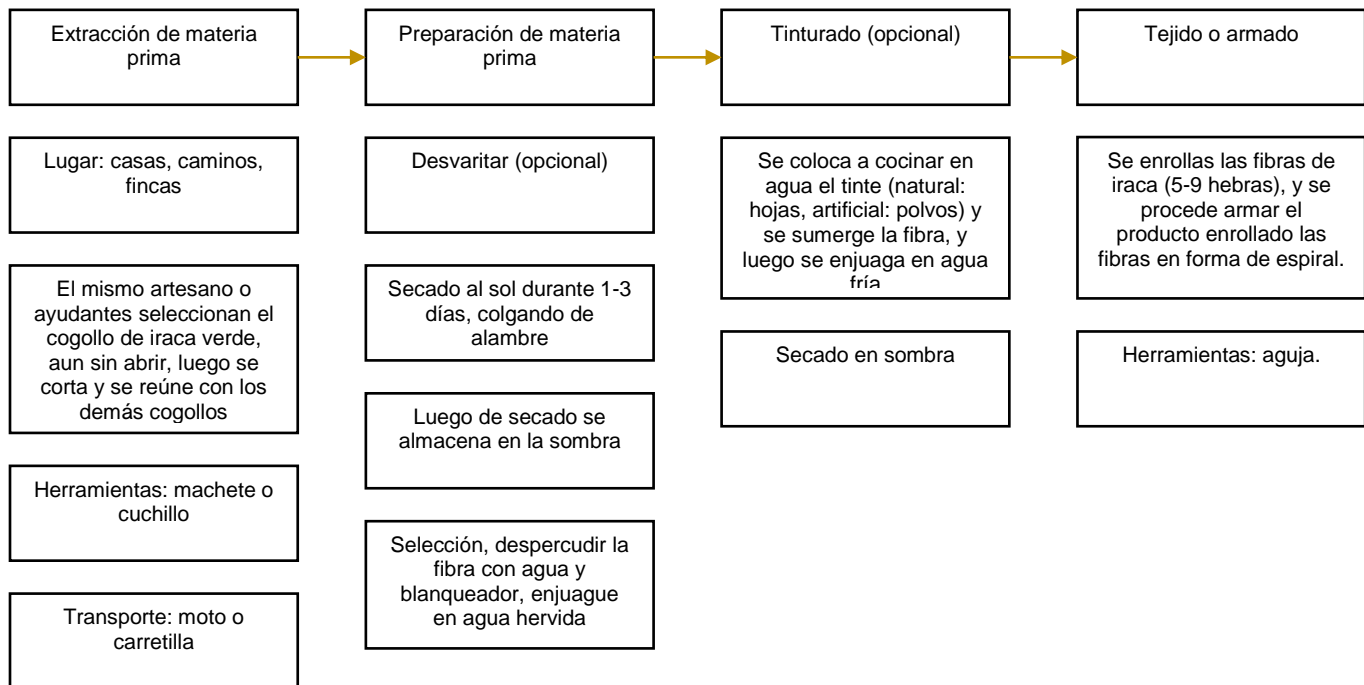 Extracción de materia
prima
Preparación de materia
prima
Tinturado (opcional)
Tejido o armado
Lugar: casas, caminos,
fincas
El mismo artesano o
ayudantes seleccionan el
cogollo de iraca verde,
aun sin abrir, luego se
corta y se reúne con los
demás cogollos
Herramientas: machete o
cuchillo
Transporte: moto o
carretilla
Desvaritar (opcional)
Secado al sol durante 1-3
días, colgando de
alambre
Luego de secado se
almacena en la sombra
Selección, despercudir la
fibra con agua y
blanqueador, enjuague
en agua hervida
Se coloca a cocinar en
agua el tinte (natural:
hojas, artificial: polvos) y
se sumerge la fibra, y
luego se enjuaga en agua
fría
Secado en sombra
Se enrollas las fibras de
iraca (5-9 hebras), y se
procede armar el
producto enrollado las
fibras en forma de espiral.
Herramientas: aguja.